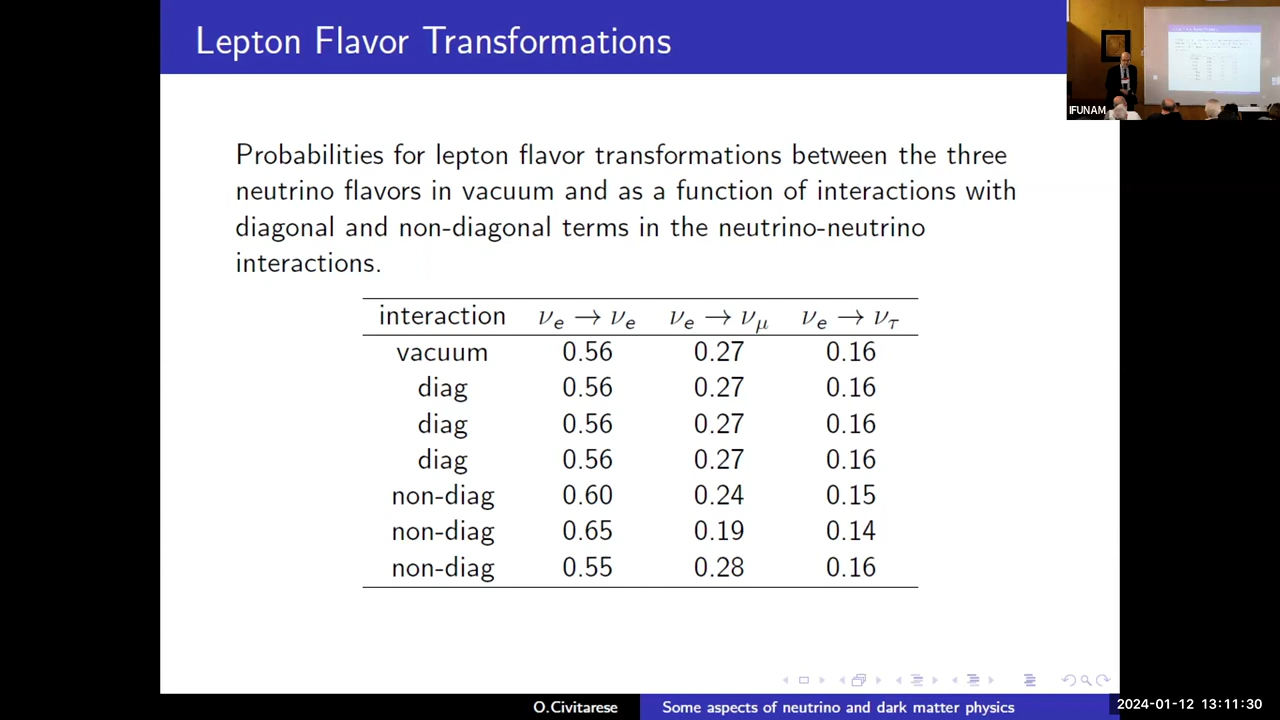 Lepton Flavor Transformations
IFUNAM
Probabilities for lepton flavor transformations between the three
neutrino flavors in vacuum and as a function of interactions with
diagonal and non-diagonal terms in the neutrino-neutrino
interactions.
interaction νe → νe νe → νμ νe → ντ
vacuum 0.56 0.27 0.16
diag 0.56 0.27 0.16
diag 0.56 0.27 0.16
diag 0.56 0.27 0.16
non-diag 0.60 0.24 0.15
non-diag 0.65 0.19 0.14
non-diag 0.55 0.28 0.16
O.Civitarese Some aspects of neutrino and dark matter physics
2024-01-12 13:11:30